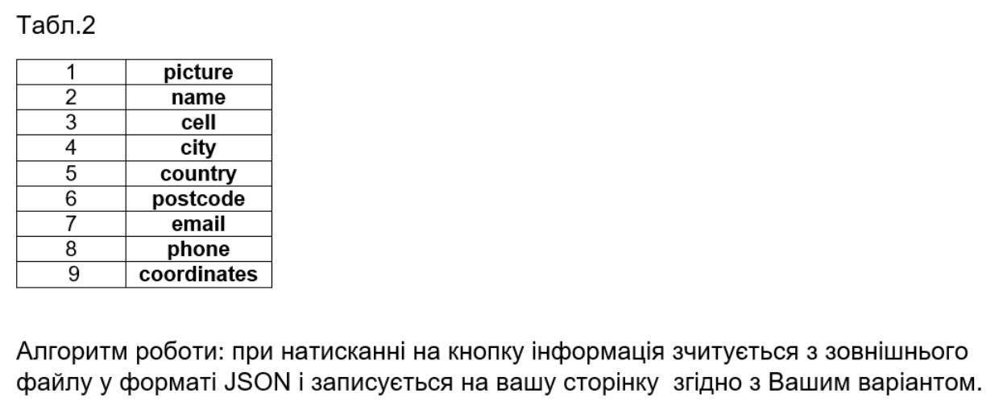 Табл.2
1 picture
2 name
3 cell
4 city
5 country
6 postcode
7 email
8 phone
9 coordinates
Алгоритм роботи: при натисканні на кнопку інформація зчитується з зовнішнього
файлу у форматі JSON і записується на вашу сторінку згідно з Вашим варіантом.